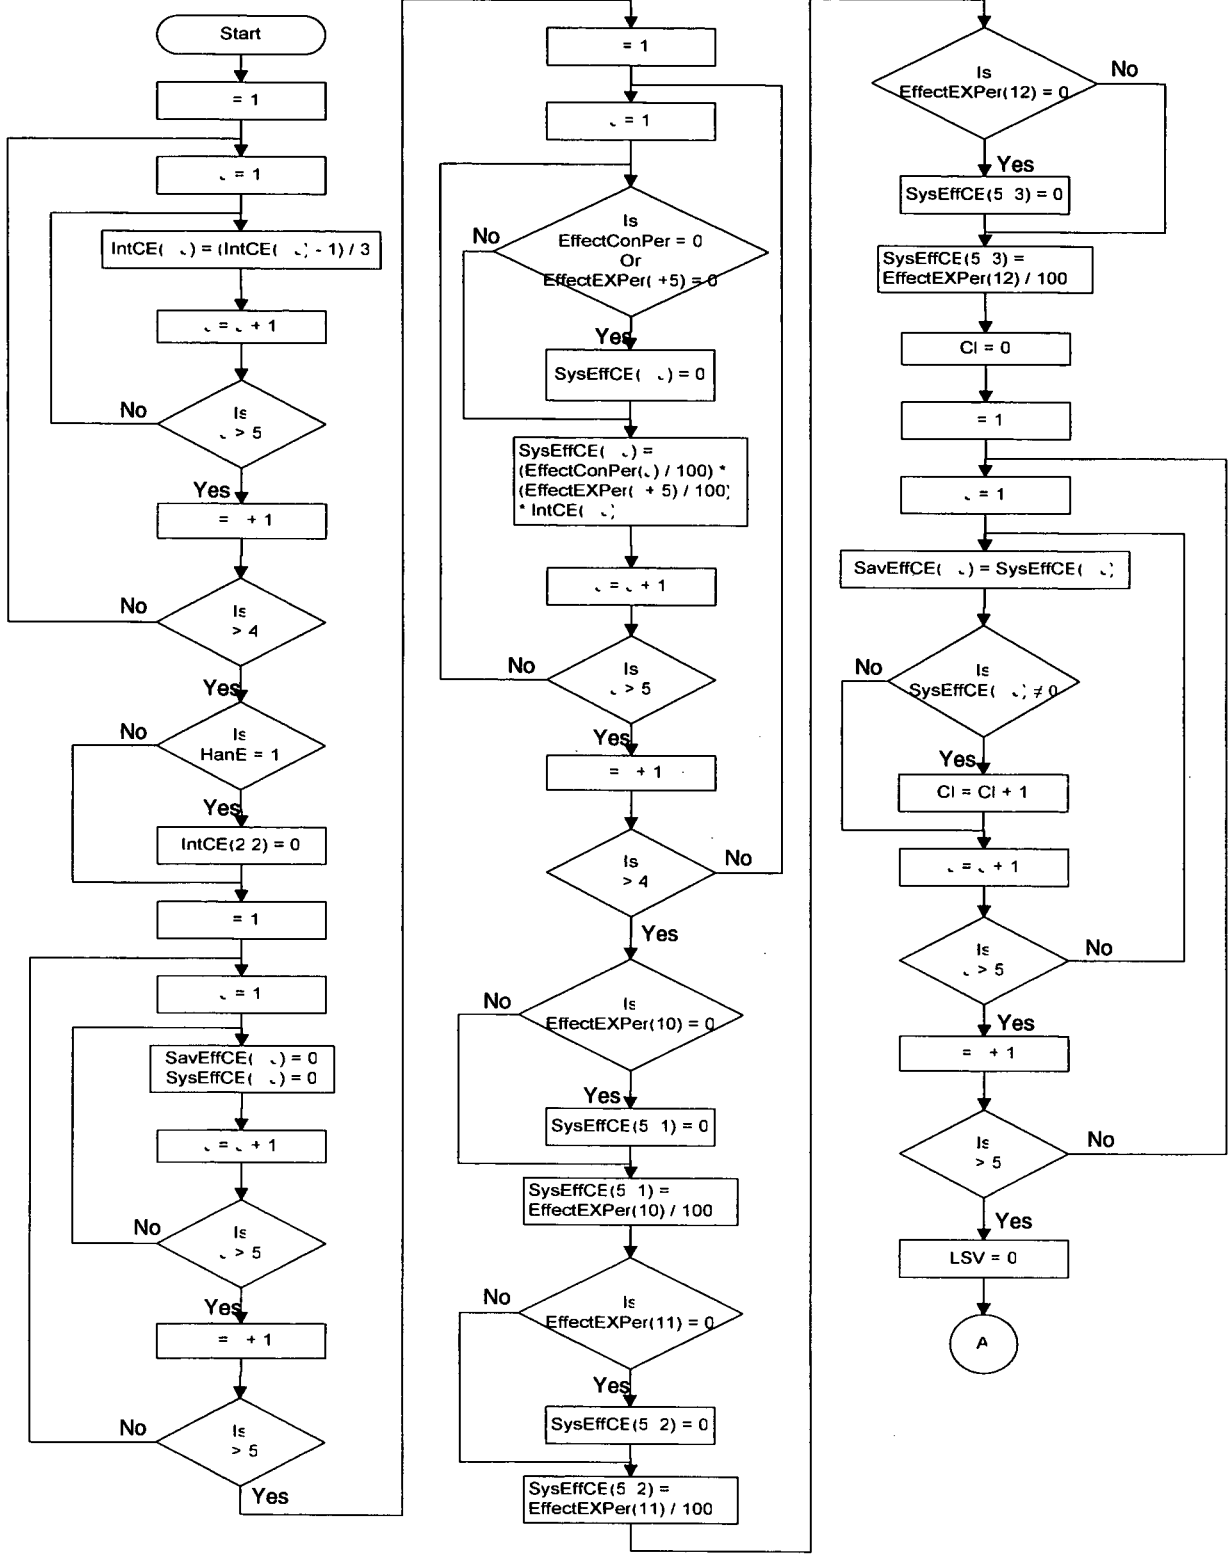 Start
= 1
= 1
IntCE( ) = (IntCE( ) - 1) / 3
= + 1
Is
> 5
No
Yes
= + 1
Is
> 4
No
Yes
Is
HanE = 1
No
Yes
IntCE(2 2) = 0
= 1
= 1
SavEffCE( ) = 0
SysEffCE( ) = 0
= + 1
Is
> 5
No
Yes
= + 1
Is
> 5
No
Yes
= 1
= 1
Is
EffectConPer = 0
Or
EffectEXPer( +5) = 0
No
Yes
SysEffCE( ) = 0
SysEffCE( ) =
(EffectConPer( ) / 100) *
(EffectEXPer( + 5) / 100)
* IntCE( )
= + 1
Is
> 5
No
Yes
= + 1
Is
> 4
No
Yes
Is
EffectEXPer(10) = 0
No
Yes
SysEffCE(5 1) = 0
SysEffCE(5 1) =
EffectEXPer(10) / 100
Is
EffectEXPer(11) = 0
No
Yes
SysEffCE(5 2) = 0
SysEffCE(5 2) =
EffectEXPer(11) / 100
Is
EffectEXPer(12) = 0
No
Yes
SysEffCE(5 3) = 0
SysEffCE(5 3) =
EffectEXPer(12) / 100
CI = 0
= 1
= 1
SavEffCE( ) = SysEffCE( )
Is
SysEffCE( ) ≠ 0
No
Yes
CI = CI + 1
= + 1
Is
> 5
No
Yes
= + 1
Is
> 5
No
Yes
LSV = 0
A